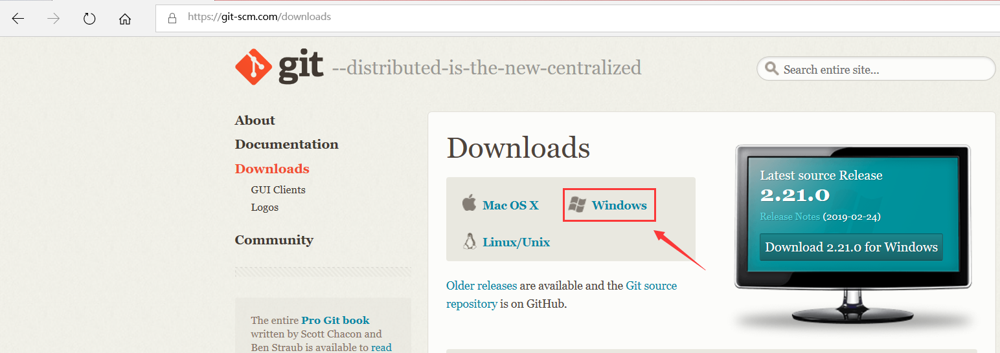 https://git-scm.com/downloads
git --distributed-is-the-new-centralized
Search entire site...
About
Documentation
Downloads
GUI Clients
Logos
Community
The entire Pro Git book
written by Scott Chacon and
Ben Straub is available to read
Downloads
Mac OS X
Windows
Linux/Unix
Older releases are available and the Git source
repository is on GitHub.
Latest source Release
2.21.0
Release Notes (2019-02-24)
Download 2.21.0 for Windows